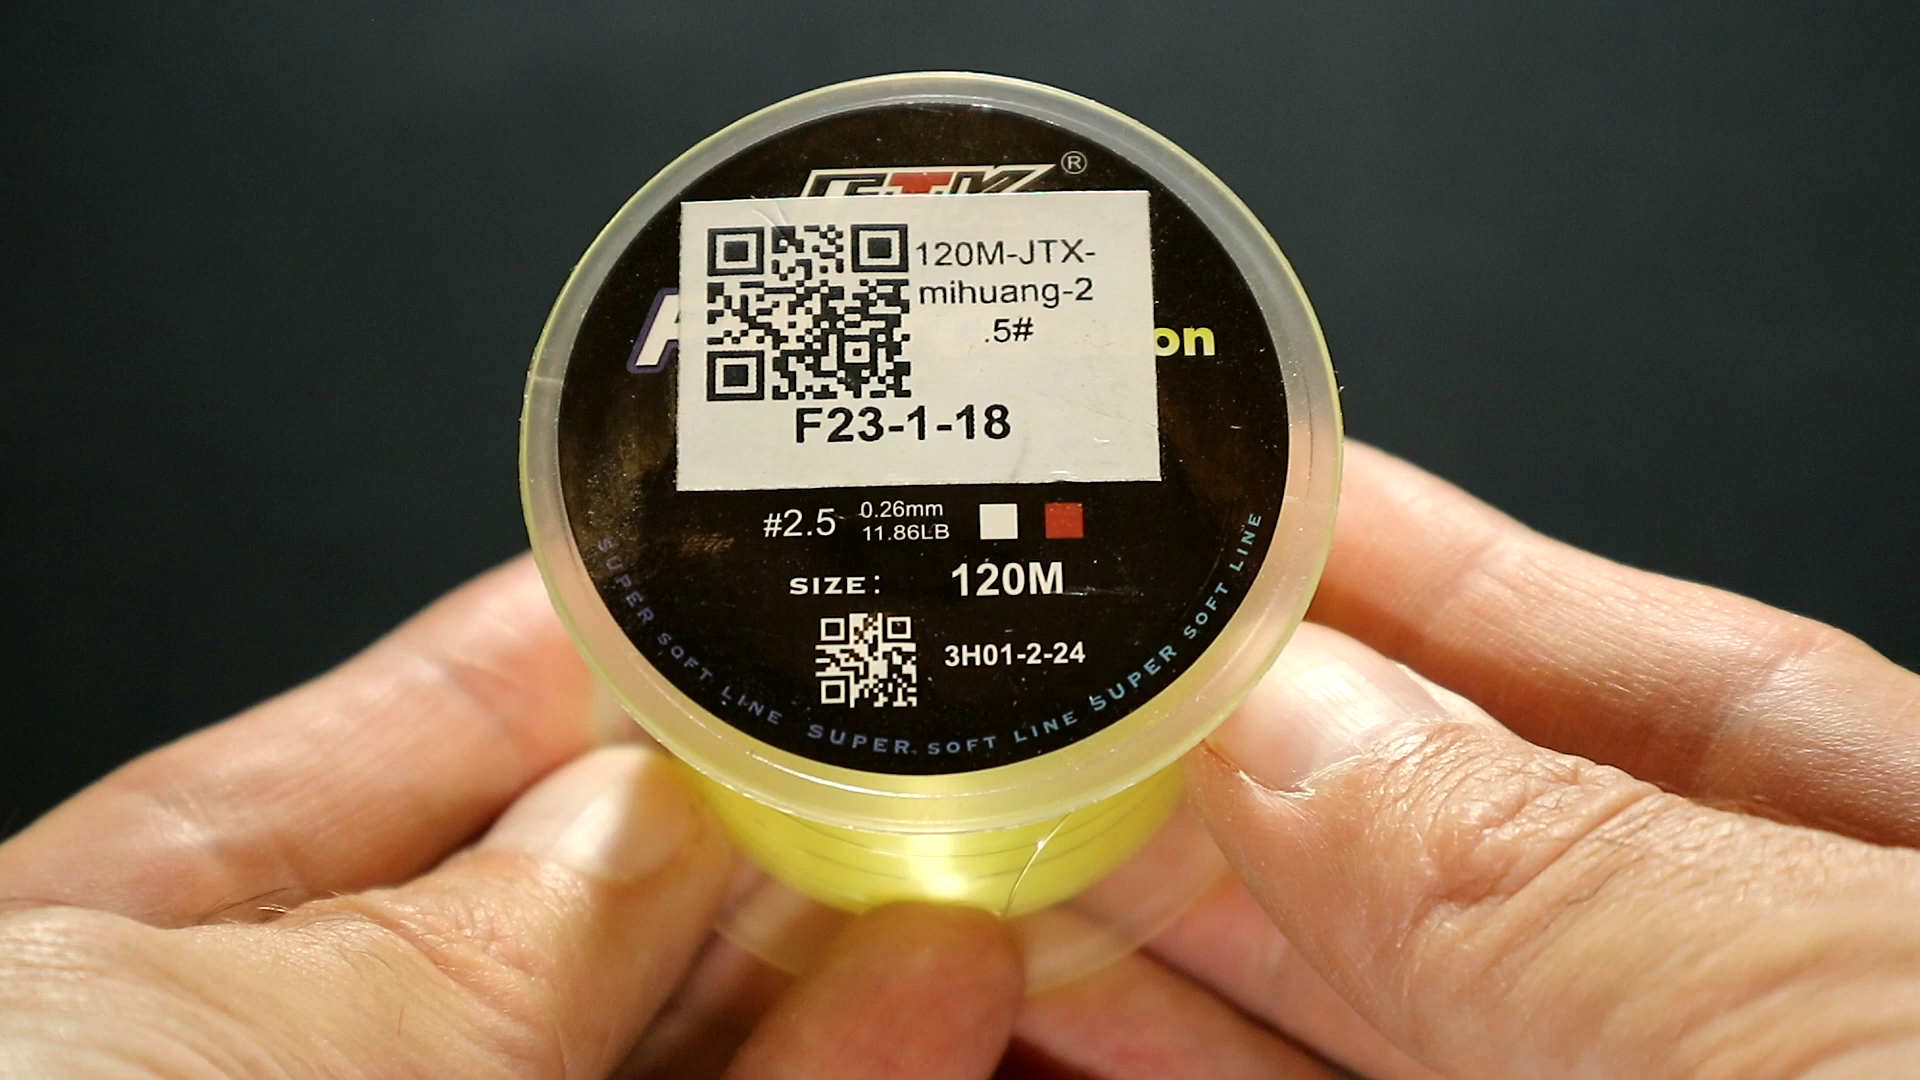 ®
120M-JTX-
mihuang-2
.5#
on
F23-1-18
#2.5
0.26mm
11.86LB
SIZE: 120M
3H01-2-24
SUPER SOFT LINE SUPER SOFT LINE SUPER SOFT LINE